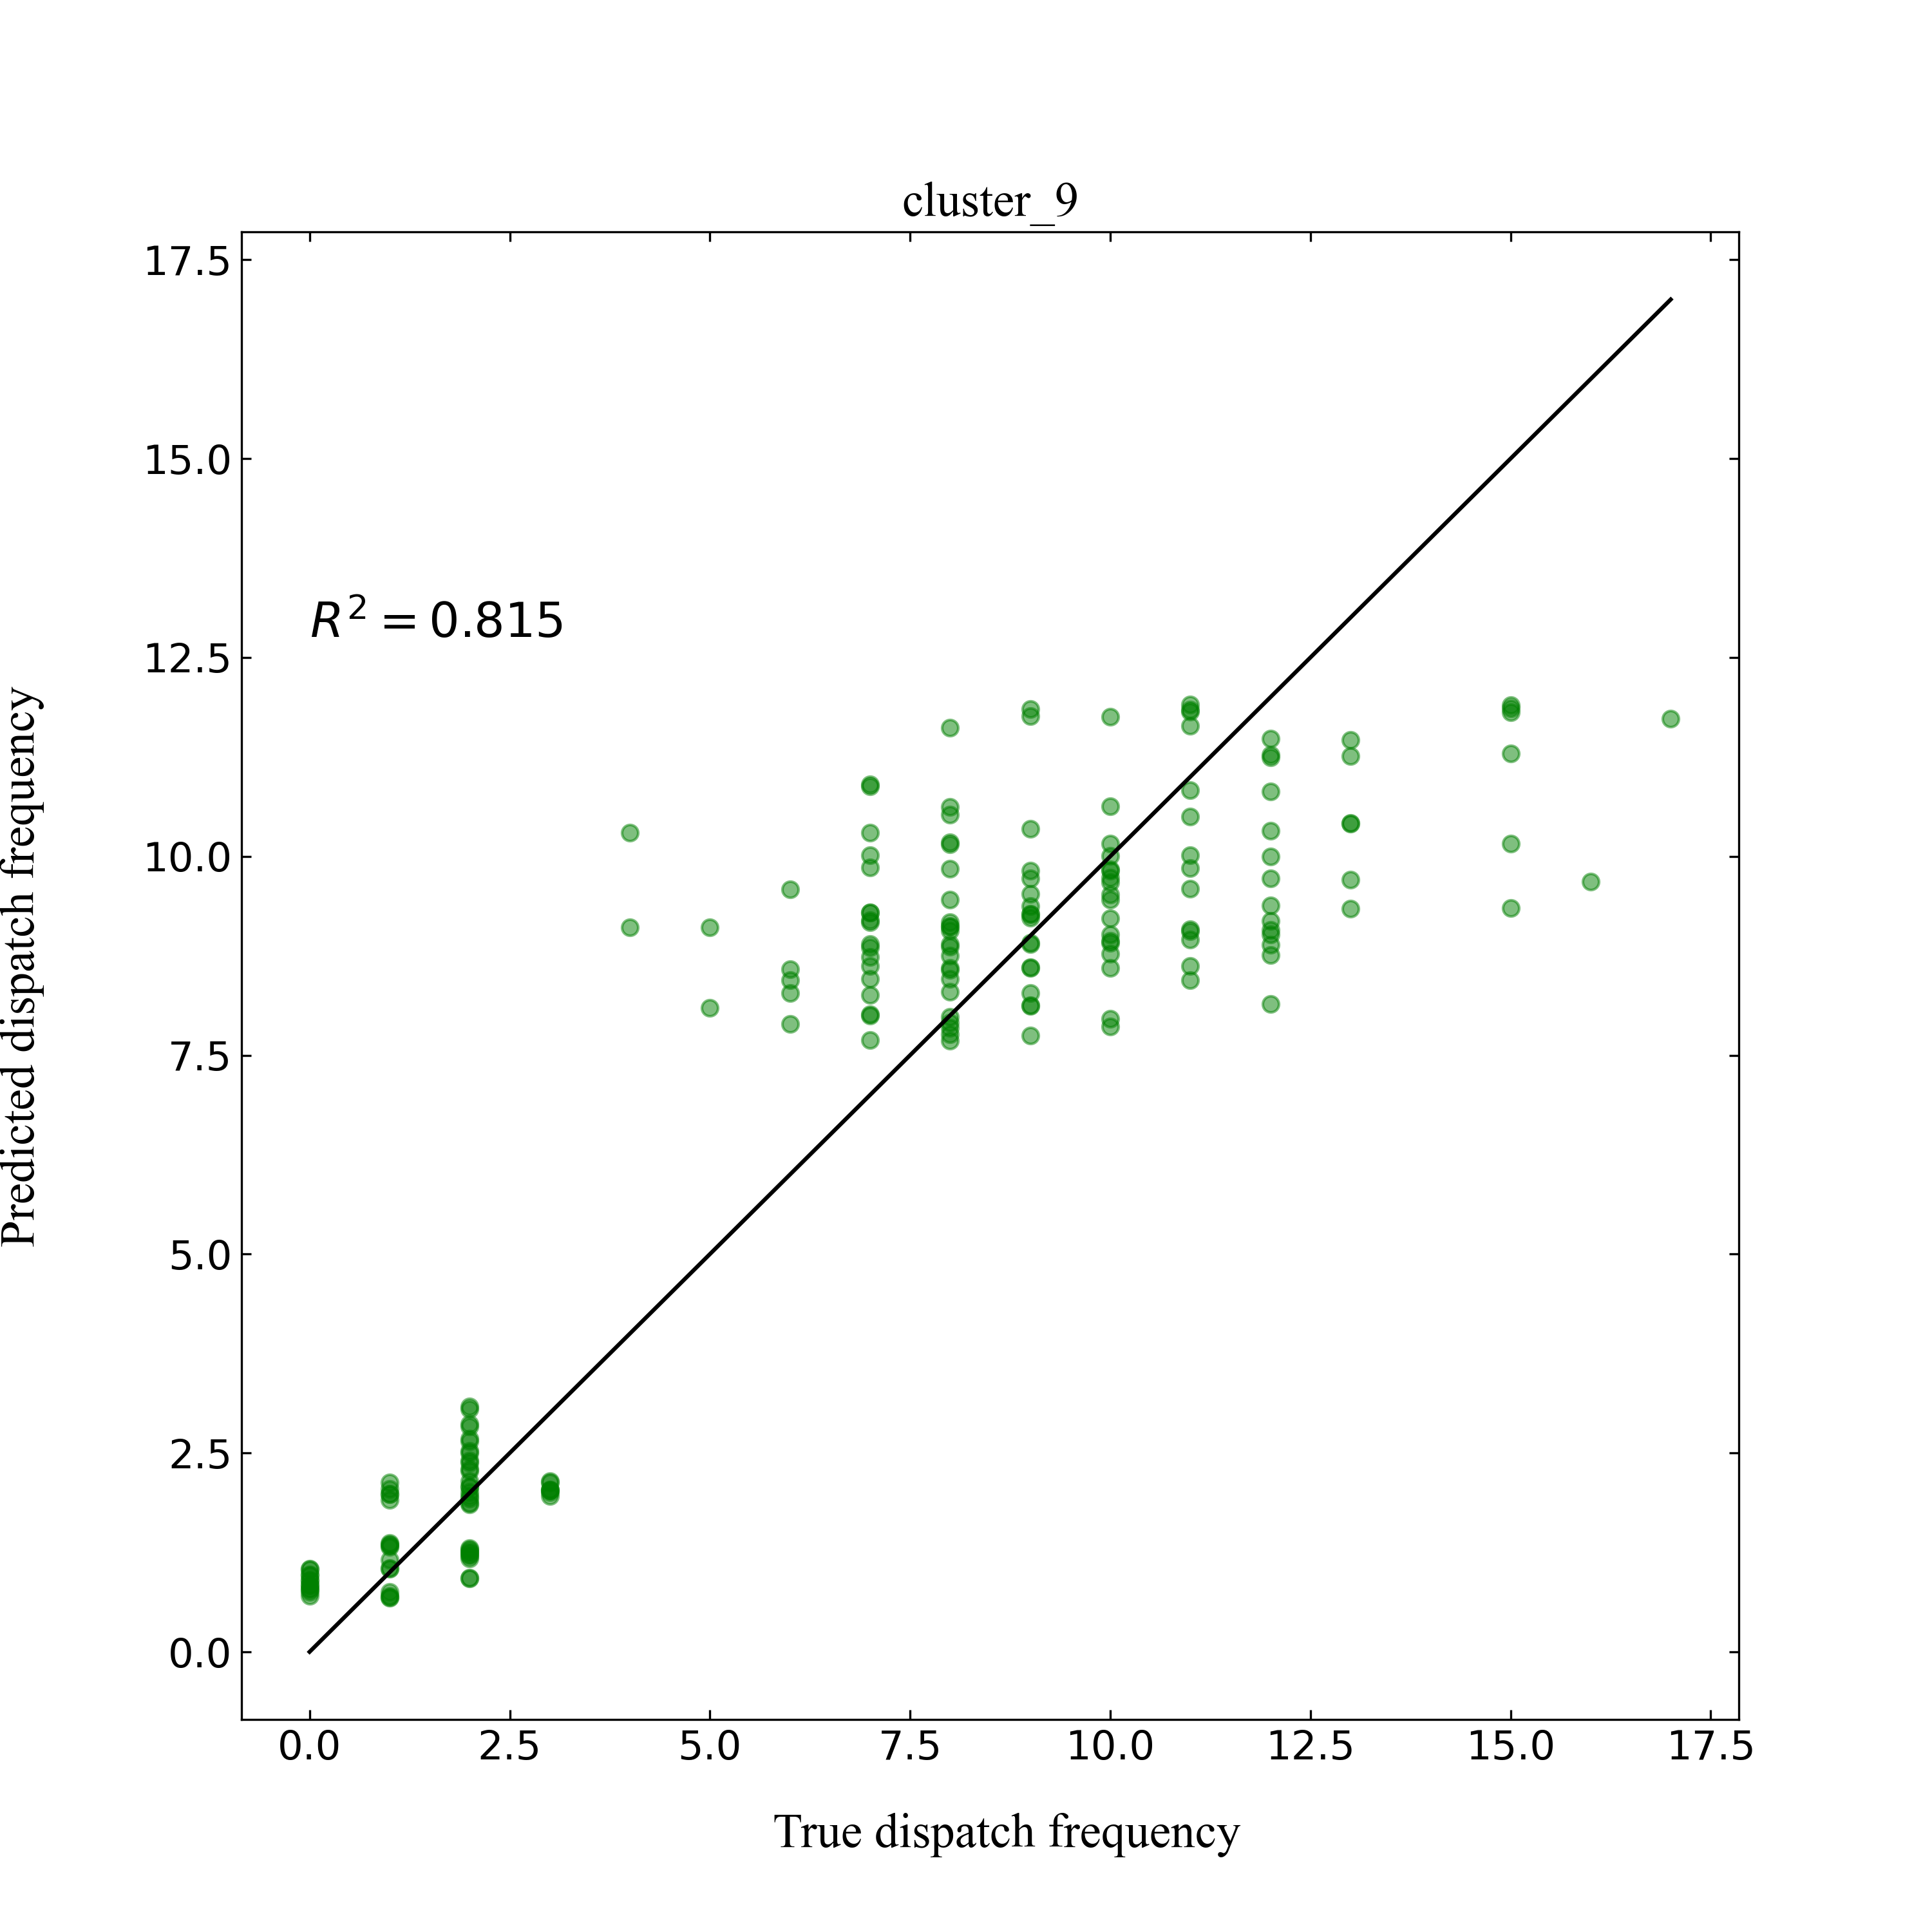 cluster_9
17.5
15.0
R² = 0.815
12.5
10.0
7.5
5.0
2.5
0.0
Predicted dispatch frequency
0.0 2.5 5.0 7.5 10.0 12.5 15.0 17.5
True dispatch frequency